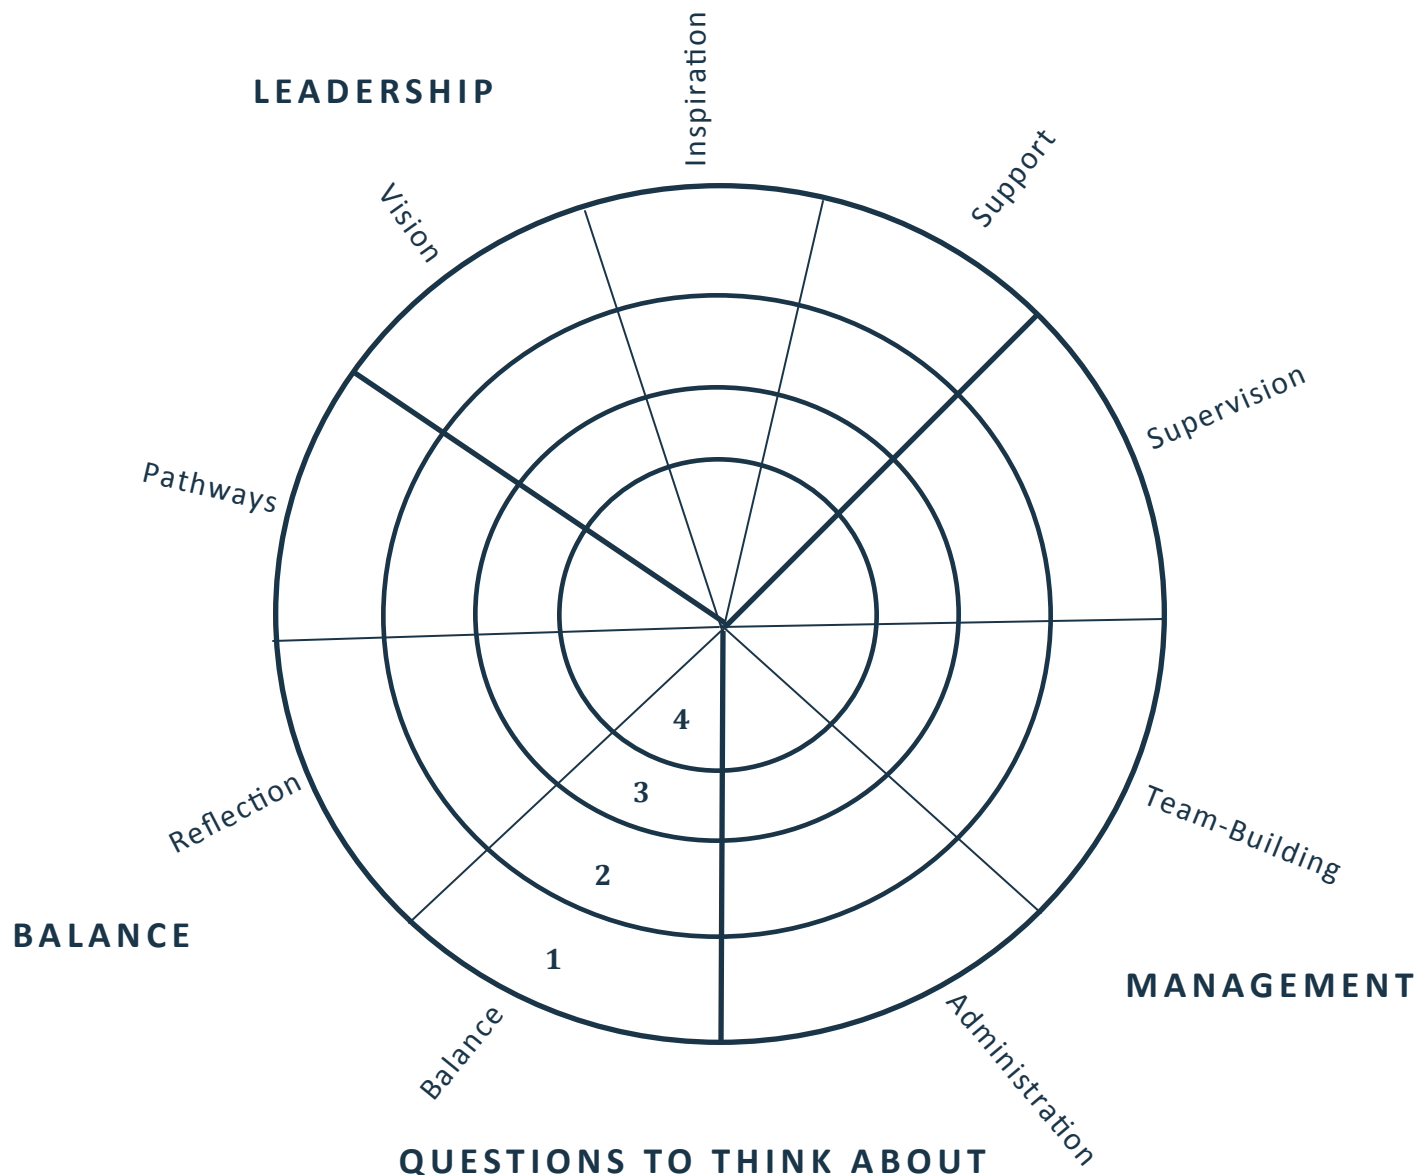 Inspiration
LEADERSHIP
Support
Vision
Supervision
Pathways
4
3
Reflection
Team-Building
2
BALANCE
1
MANAGEMENT
Balance
Administration
QUESTIONS TO THINK ABOUT